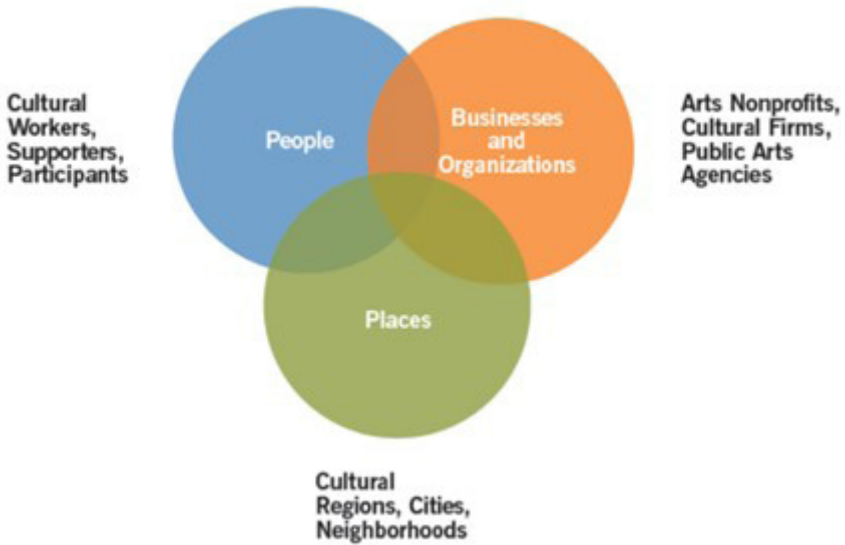 Cultural
Workers,
Supporters,
Participants
People
Businesses
and
Organizations
Arts Nonprofits,
Cultural Firms,
Public Arts
Agencies
Places
Cultural
Regions, Cities,
Neighborhoods